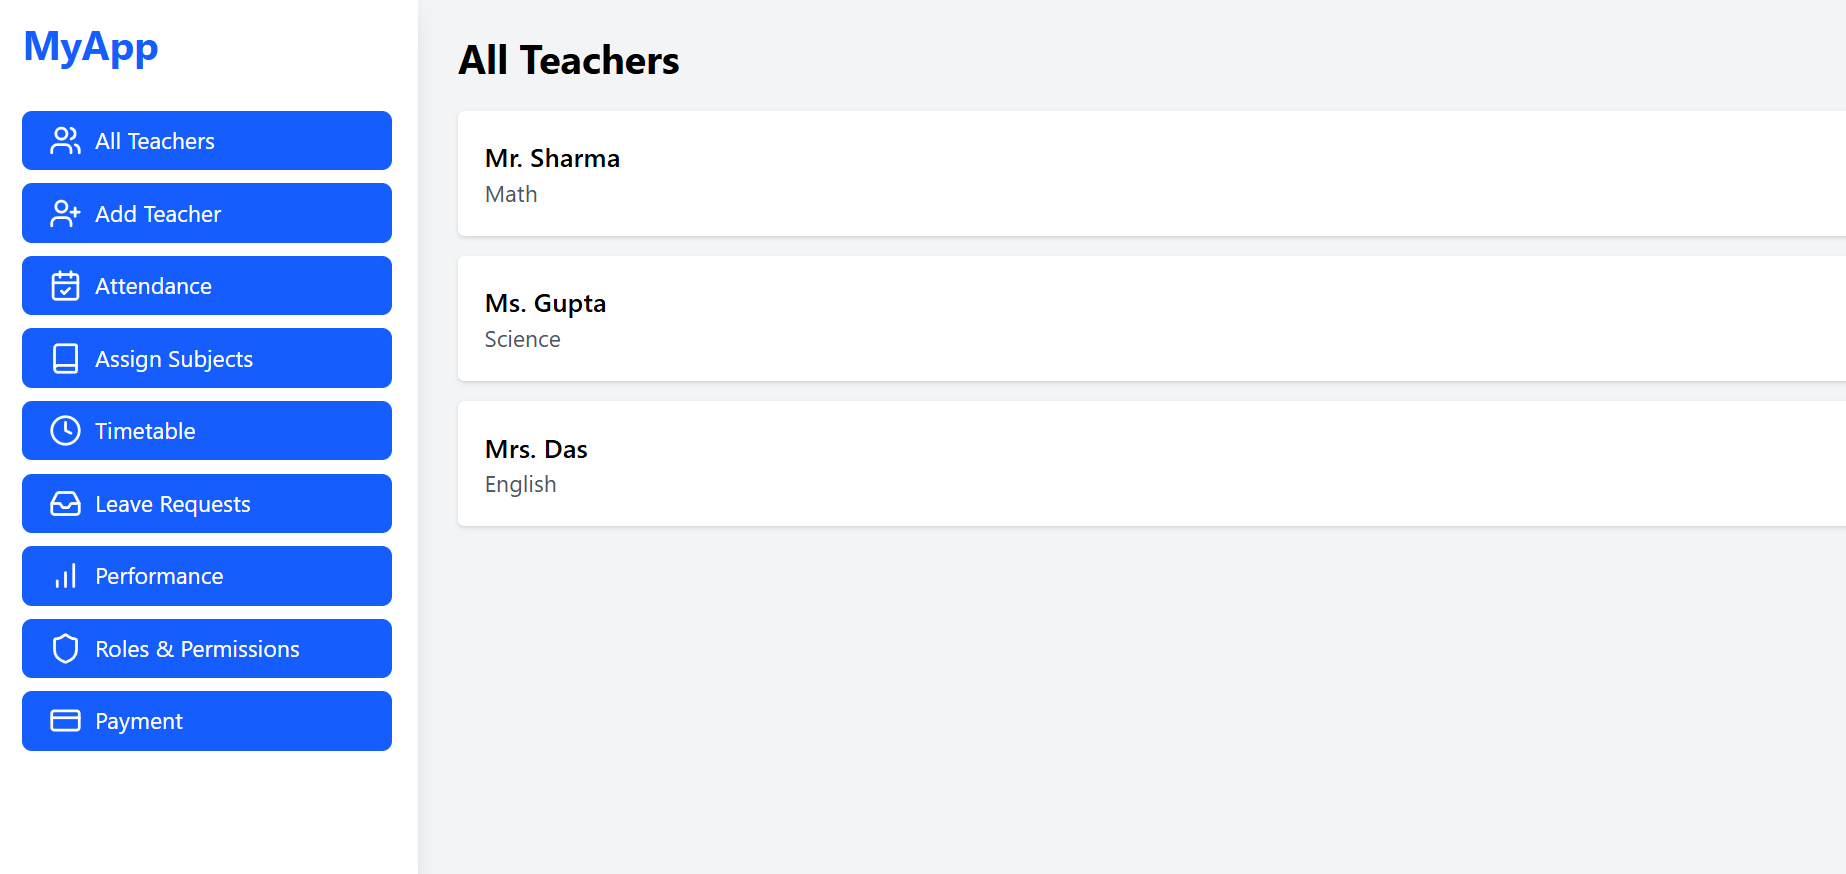 MyApp
All Teachers
Add Teacher
Attendance
Assign Subjects
Timetable
Leave Requests
Performance
Roles & Permissions
Payment
All Teachers
Mr. Sharma
Math
Ms. Gupta
Science
Mrs. Das
English